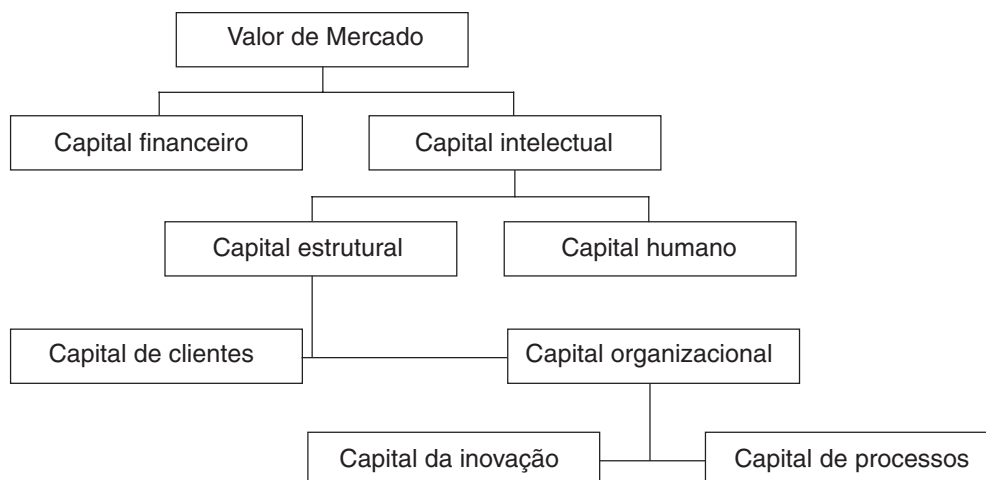 Valor de Mercado
Capital financeiro
Capital intelectual
Capital estrutural
Capital humano
Capital de clientes
Capital organizacional
Capital da inovação
Capital de processos